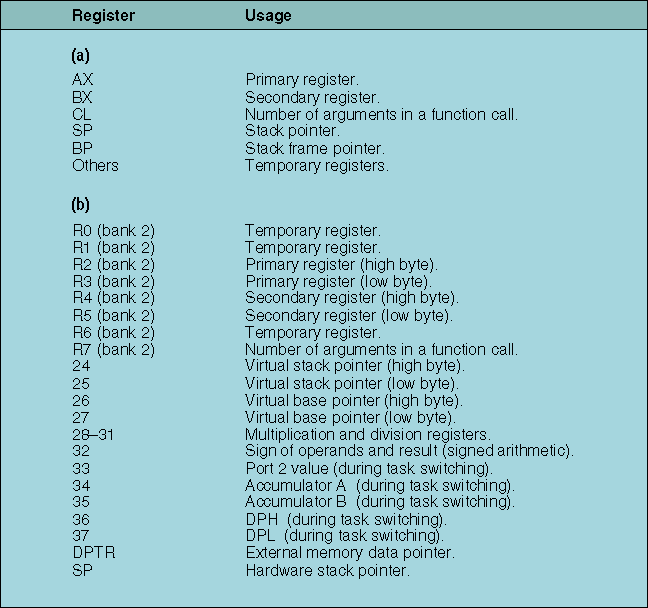 Register Usage
(a)
AX Primary register.
BX Secondary register.
CL Number of arguments in a function call.
SP Stack pointer.
BP Stack frame pointer.
Others Temporary registers.
(b)
R0 (bank 2) Temporary register.
R1 (bank 2) Temporary register.
R2 (bank 2) Primary register (high byte).
R3 (bank 2) Primary register (low byte).
R4 (bank 2) Secondary register (high byte).
R5 (bank 2) Secondary register (low byte).
R6 (bank 2) Temporary register.
R7 (bank 2) Number of arguments in a function call.
24 Virtual stack pointer (high byte).
25 Virtual stack pointer (low byte).
26 Virtual base pointer (high byte).
27 Virtual base pointer (low byte).
28–31 Multiplication and division registers.
32 Sign of operands and result (signed arithmetic).
33 Port 2 value (during task switching).
34 Accumulator A (during task switching).
35 Accumulator B (during task switching).
36 DPH (during task switching).
37 DPL (during task switching).
DPTR External memory data pointer.
SP Hardware stack pointer.